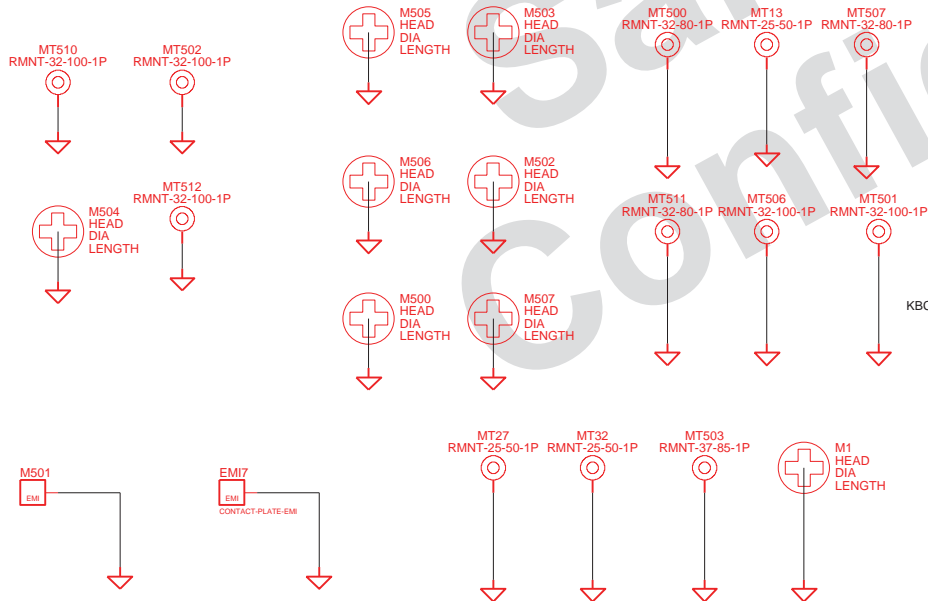 M505
HEAD
DIA
LENGTH
M503
HEAD
DIA
LENGTH
MT500
RMNT-32-80-1P
MT13
RMNT-25-50-1P
MT507
RMNT-32-80-1P
MT510
RMNT-32-100-1P
MT502
RMNT-32-100-1P
M506
HEAD
DIA
LENGTH
M502
HEAD
DIA
LENGTH
MT512
RMNT-32-100-1P
MT511
RMNT-32-80-1P
MT506
RMNT-32-100-1P
MT501
RMNT-32-100-1P
M504
HEAD
DIA
LENGTH
M500
HEAD
DIA
LENGTH
M507
HEAD
DIA
LENGTH
MT27
RMNT-25-50-1P
MT32
RMNT-25-50-1P
MT503
RMNT-37-85-1P
M1
HEAD
DIA
LENGTH
M501
EMI
EMI7
EMI
CONTACT-PLATE-EMI